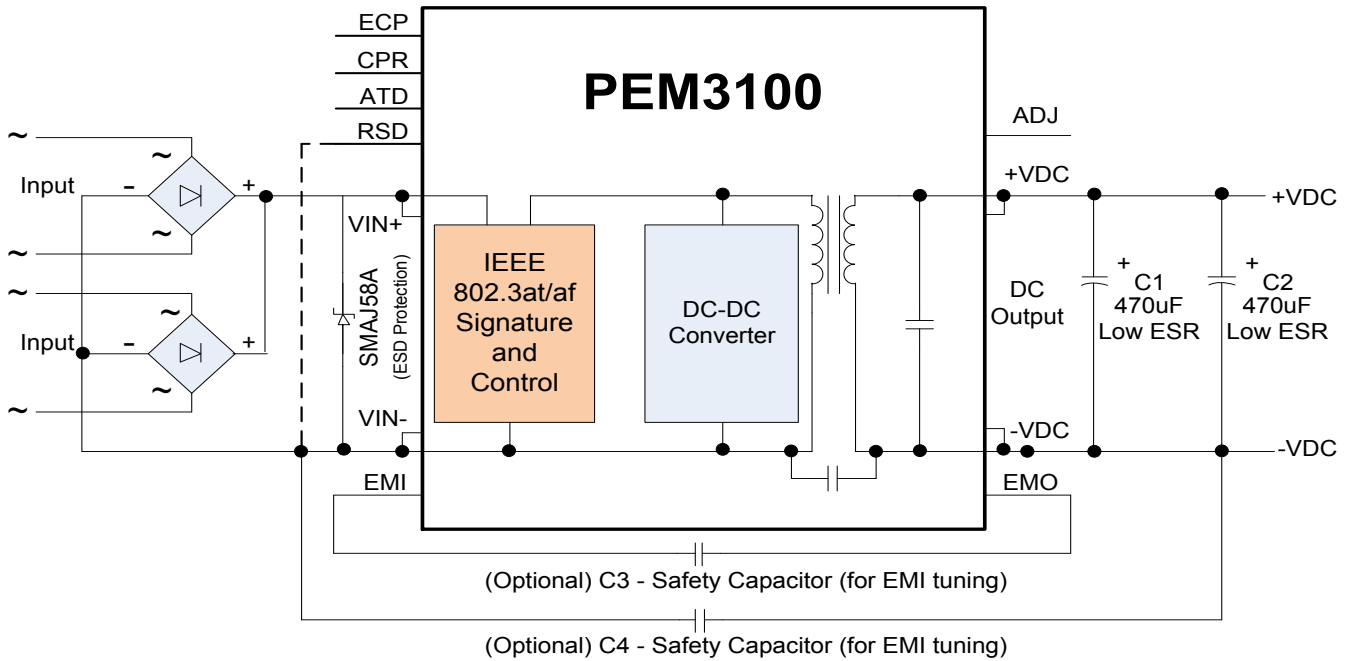 ECP
CPR
ATD
RSD
PEM3100
ADJ
~
~
Input
-
+
~
~
VIN+
+VDC
+VDC
~
~
Input
-
+
~
~
SMAJ58A
(ESD Protection)
IEEE
802.3at/af
Signature
and
Control
DC-DC
Converter
DC
Output
+
C1
470uF
Low ESR
+
C2
470uF
Low ESR
VIN-
-VDC
-VDC
EMI
EMO
(Optional) C3 - Safety Capacitor (for EMI tuning)
(Optional) C4 - Safety Capacitor (for EMI tuning)